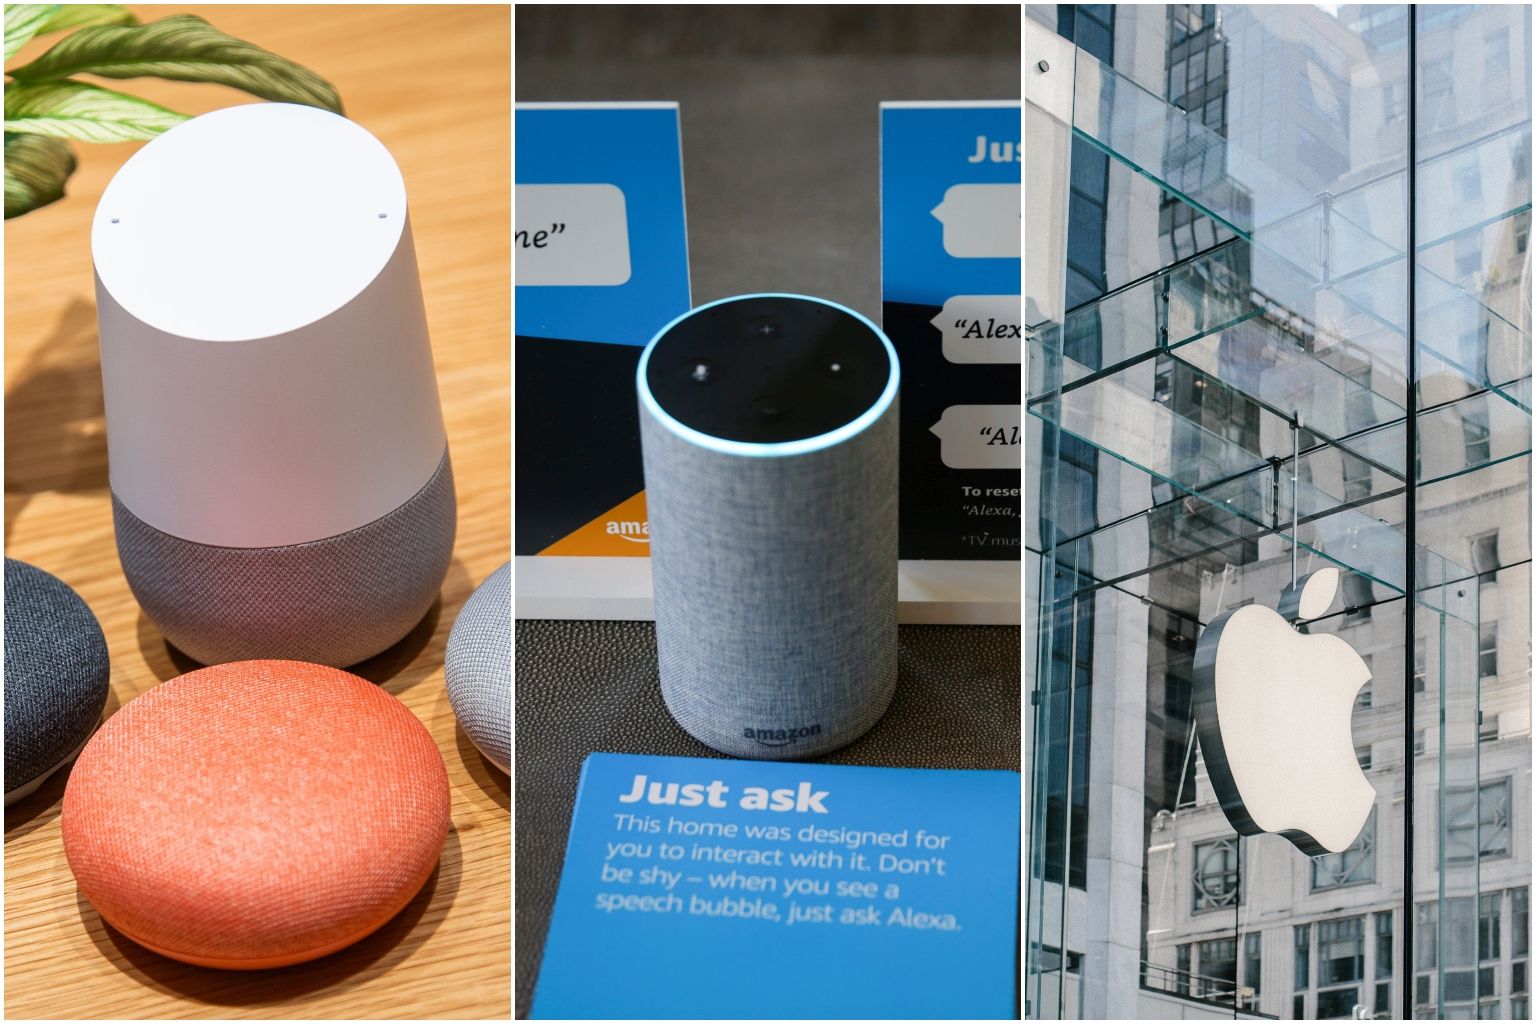 ne”
Jus
“Alex
“Al
To reset
“Alexa,
*TV mus
ama
amazon
Just ask
This home was designed for
you to interact with it. Don't
be shy – when you see a
speech bubble, just ask Alexa.